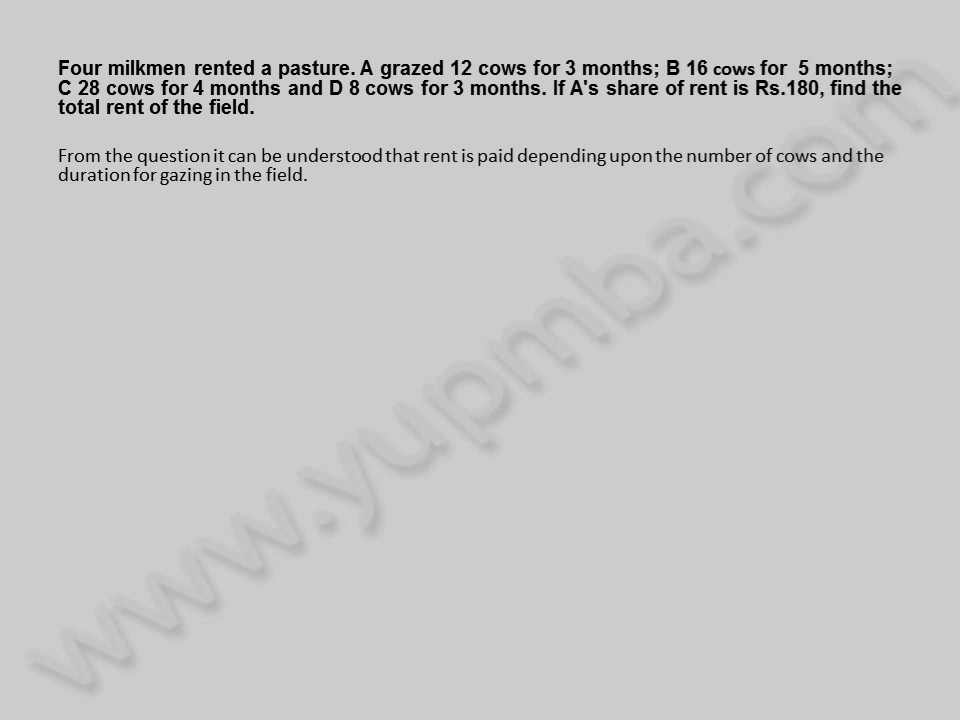 Four milkmen rented a pasture. A grazed 12 cows for 3 months; B 16 cows for 5 months;
C 28 cows for 4 months and D 8 cows for 3 months. If A's share of rent is Rs.180, find the
total rent of the field.
From the question it can be understood that rent is paid depending upon the number of cows and the
duration for gazing in the field.
www.yupmba.com